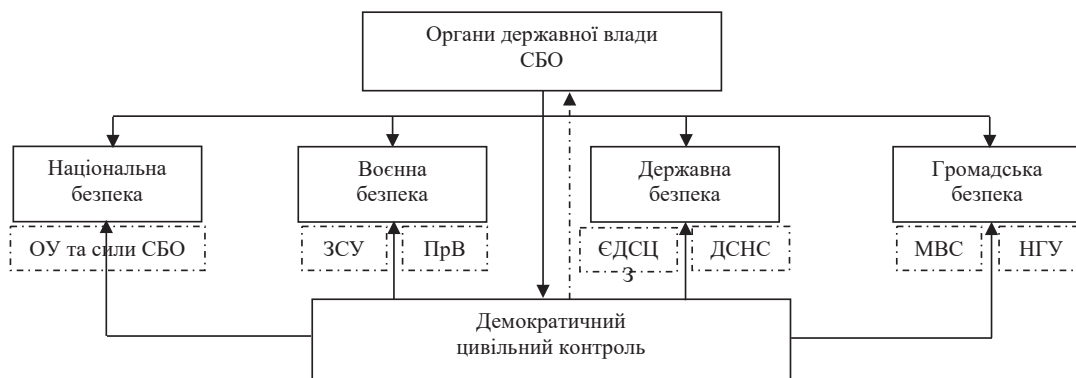 Органи державної влади
СБО
Національна
безпека
Воєнна
безпека
Державна
безпека
Громадська
безпека
ОУ та сили СБО
ЗСУ
ПрВ
ЄДСЦ
З
ДСНС
МВС
НГУ
Демократичний
цивільний контроль